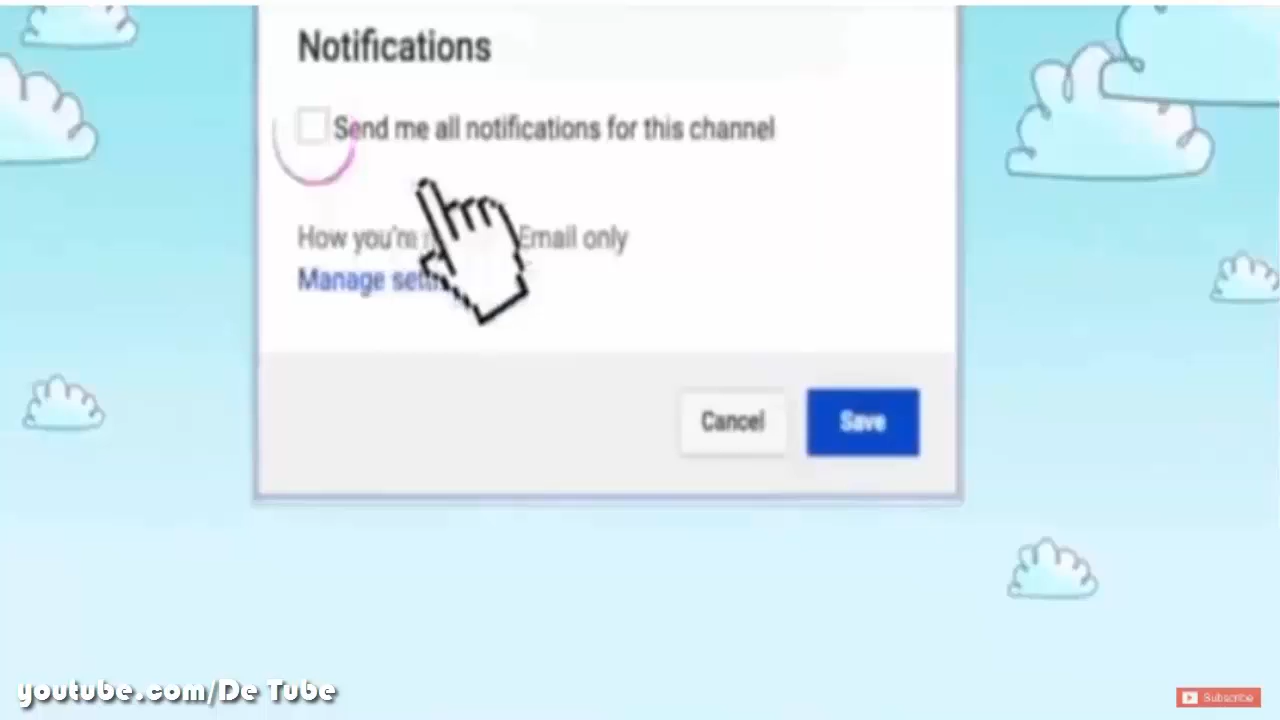 Notifications
Send me all notifications for this channel
How you're Email only
Manage
Cancel
Save
youtube.com/De Tube
Subscribe